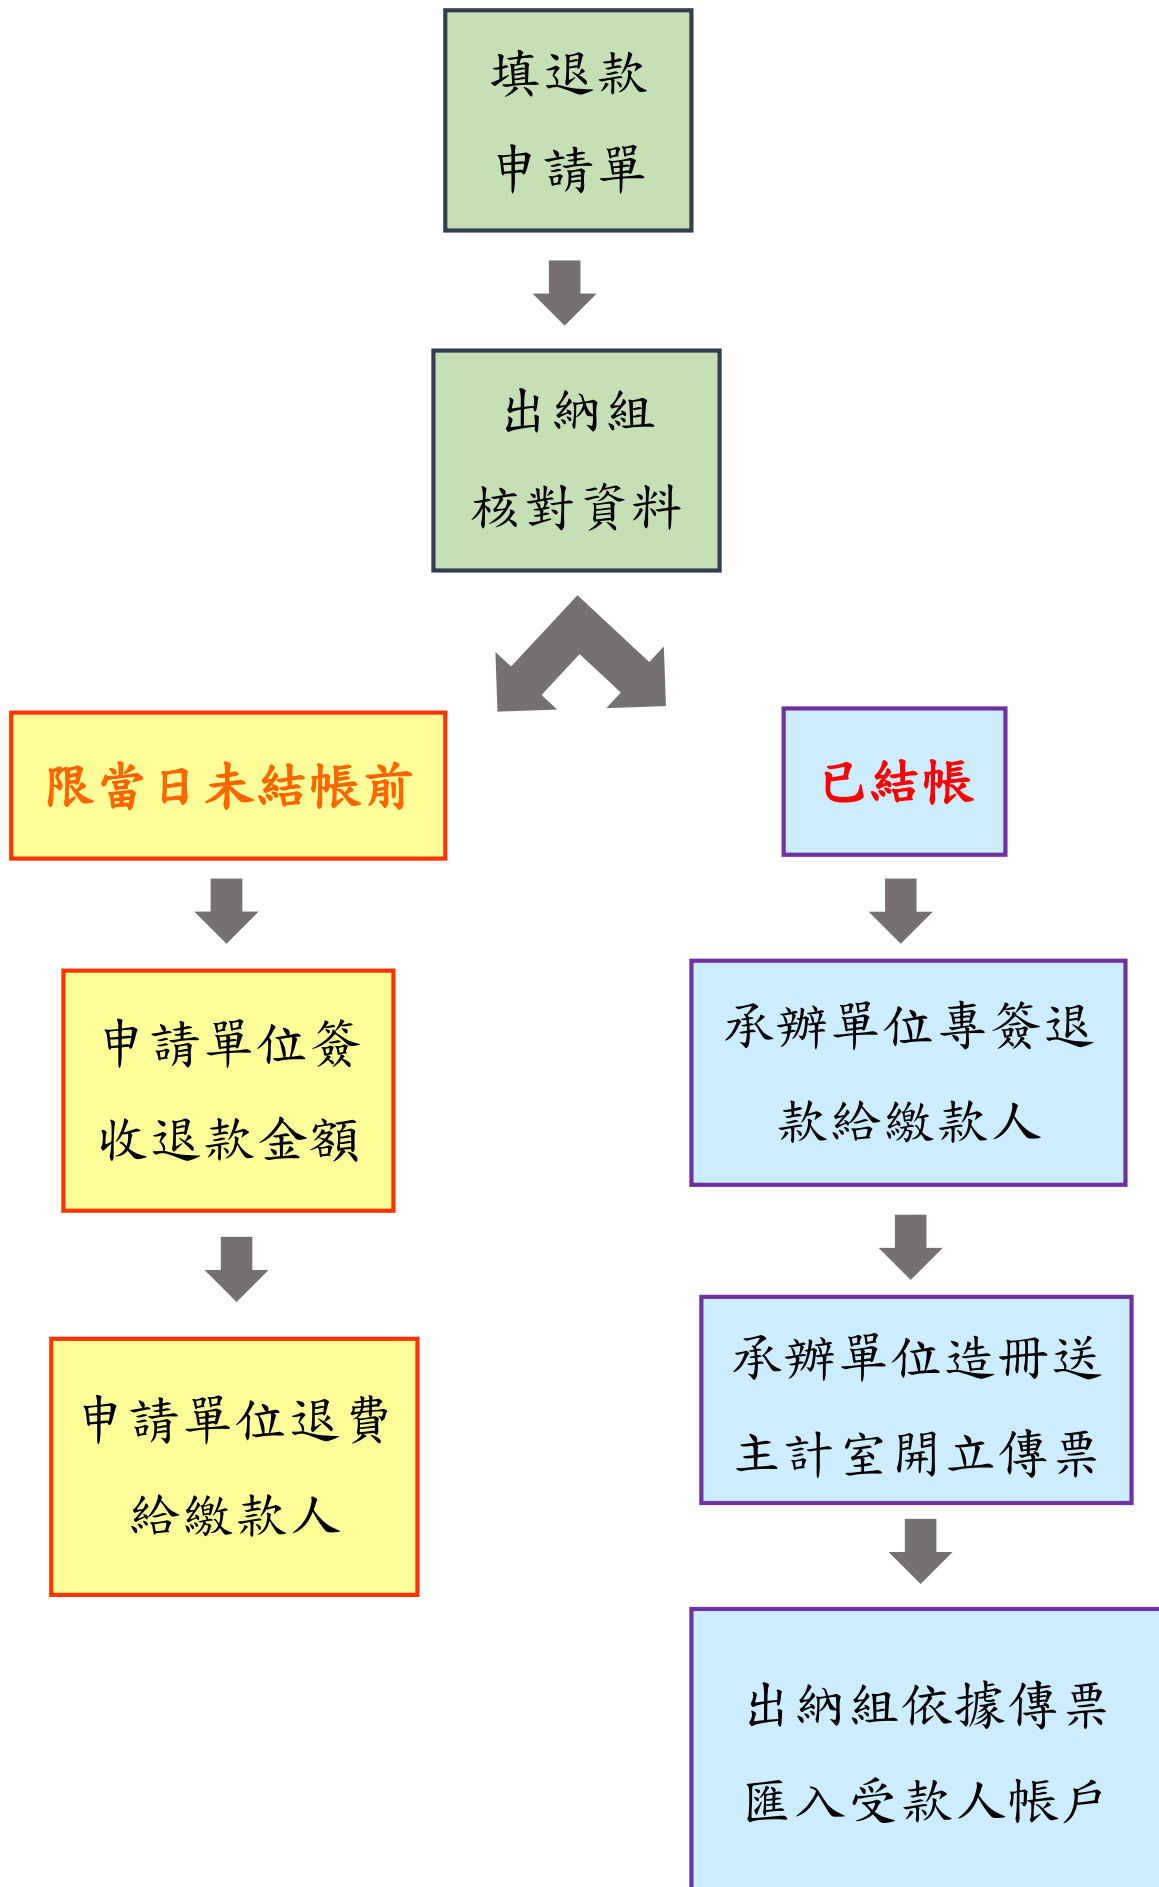 填退款
申請單
出納組
核對資料
限當日未結帳前
已結帳
申請單位簽
收退款金額
承辦單位專簽退
款給繳款人
申請單位退費
給繳款人
承辦單位造冊送
主計室開立傳票
出納組依據傳票
匯入受款人帳戶